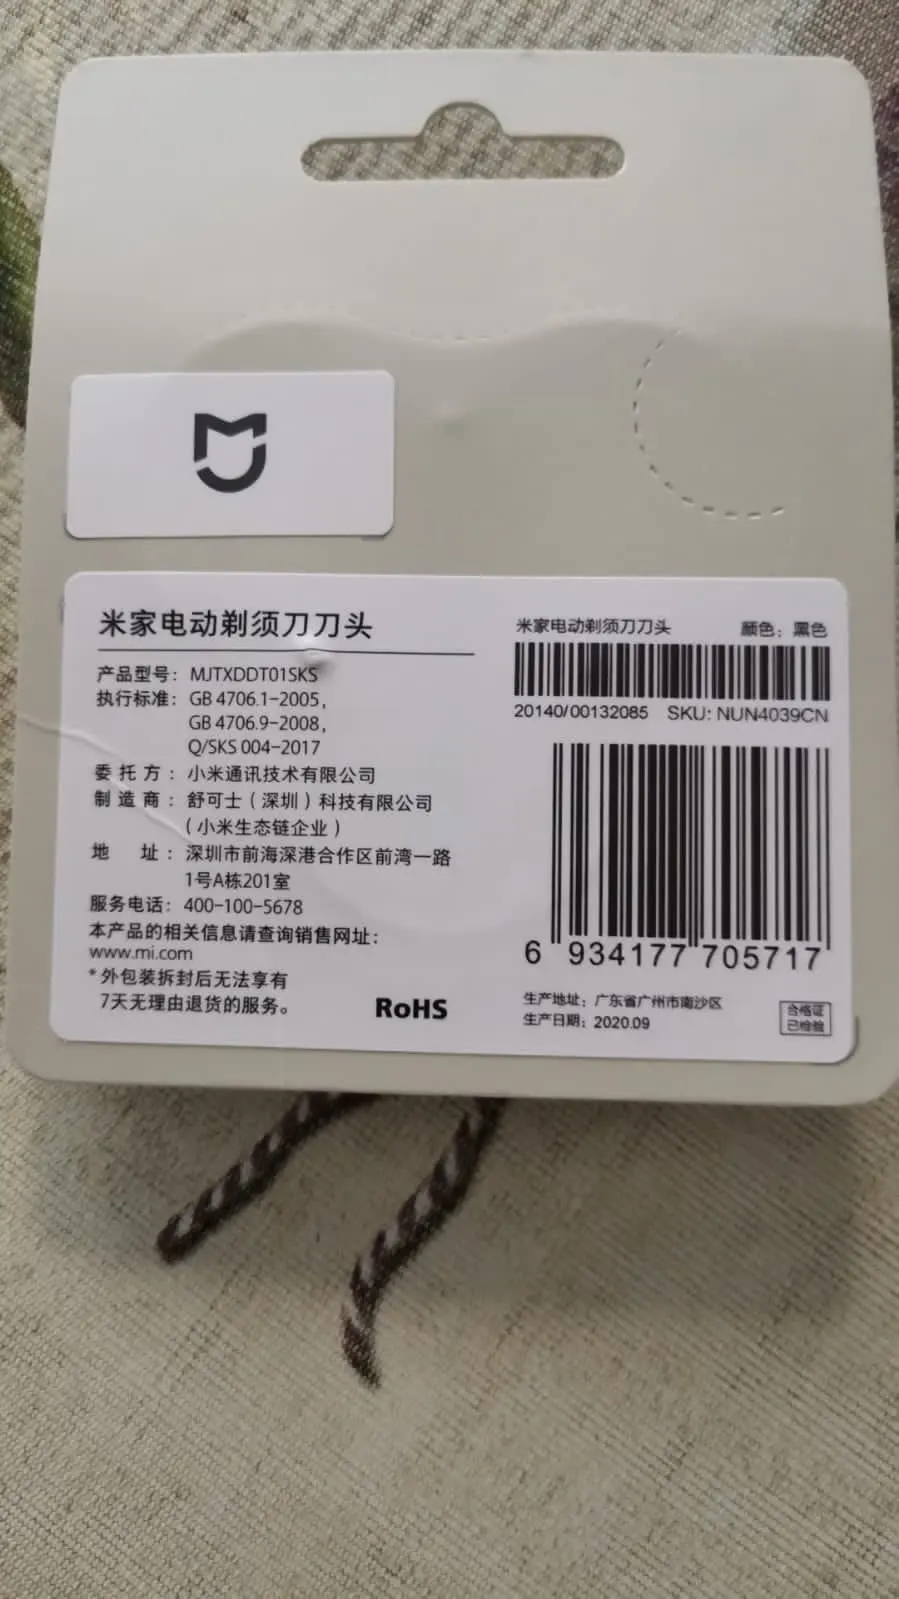 米家电动剃须刀刀头
产品型号: MJTXDDT01SKS
执行标准: GB 4706.1-2005,
GB 4706.9-2008,
Q/SKS 004-2017
委托方: 小米通讯技术有限公司
制造商: 舒可士(深圳)科技有限公司
(小米生态链企业)
地 址: 深圳市前海深港合作区前湾一路
1号A栋201室
服务电话: 400-100-5678
本产品的相关信息请查询销售网址:
www.mi.com
*外包装拆封后无法享有
7天无理由退货的服务。
RoHS
米家电动剃须刀刀头 颜色: 黑色
20140/00132085 SKU: NUN4039CN
6 934177 705717
生产地址: 广东省广州市南沙区
生产日期: 2020.09
合格证
已检验